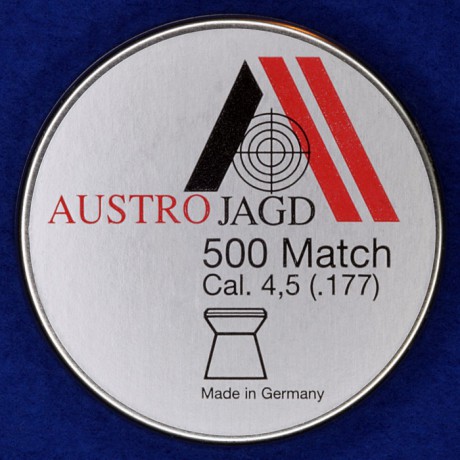 AUSTRO JAGD
500 Match
Cal. 4,5 (.177)
Made in Germany